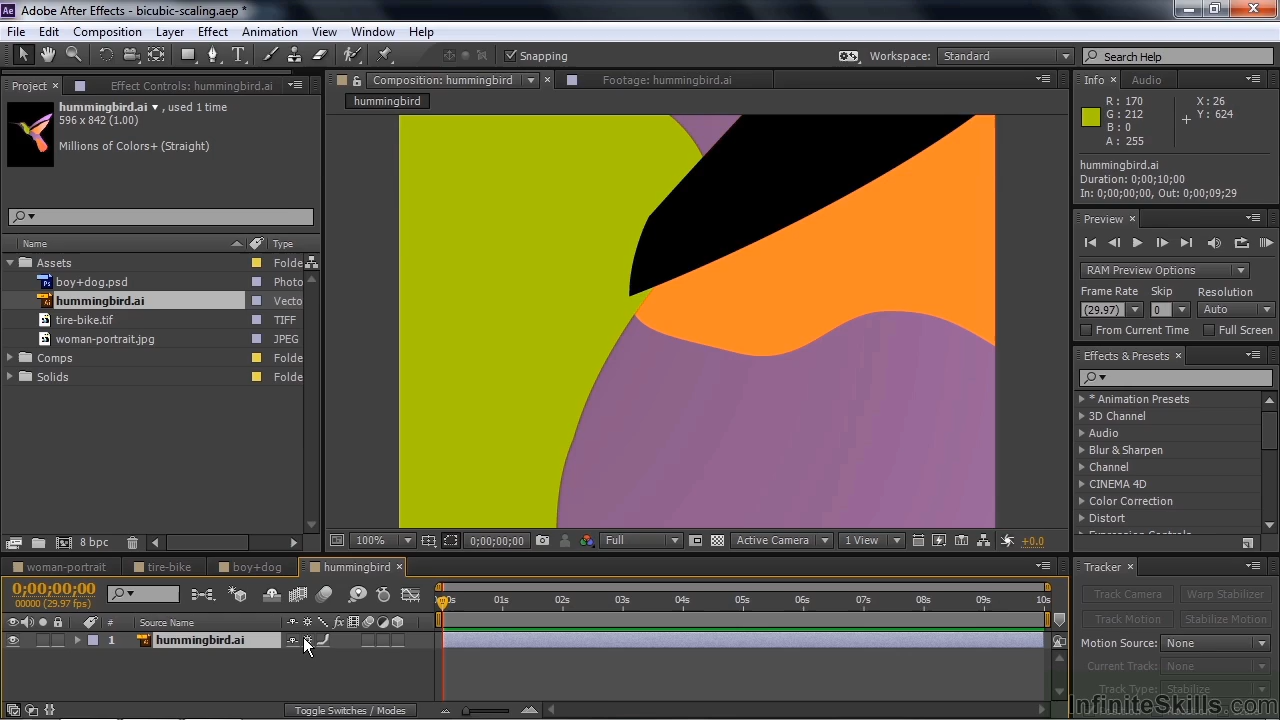 Ae Adobe After Effects - bicubic-scaling.aep *
File Edit Composition Layer Effect Animation View Window Help
Snapping Workspace: Standard Search Help
Project × Effect Controls: hummingbird.ai
Composition: hummingbird × Footage: hummingbird.ai
Info × Audio
hummingbird.ai , used 1 time
596 x 842 (1.00)
Millions of Colors+ (Straight)
hummingbird
R : 170 X : 26
G : 212 Y : 624
B : 0
A : 255
hummingbird.ai
Duration: 0;00;10;00
In: 0;00;00;00, Out: 0;00;09;29
Preview ×
RAM Preview Options
Frame Rate Skip Resolution
(29.97) 0 Auto
From Current Time Full Screen
Effects & Presets ×
* Animation Presets
3D Channel
Audio
Blur & Sharpen
Channel
CINEMA 4D
Color Correction
Distort
Name Type
Assets Folde
boy+dog.psd Photo
hummingbird.ai Vecto
tire-bike.tif TIFF
woman-portrait.jpg JPEG
Comps Folde
Solids Folde
8 bpc
100% 0;00;00;00 Full Active Camera 1 View +0.0
woman-portrait tire-bike boy+dog hummingbird ×
0;00;00;00
00000 (29.97 fps)
0s 01s 02s 03s 04s 05s 06s 07s 08s 09s 10s
# Source Name fx
1 hummingbird.ai
Toggle Switches / Modes
Tracker ×
Track Camera Warp Stabilizer
Track Motion Stabilize Motion
Motion Source: None
Current Track: None
Track Type: Stabilize
InfiniteSkills.com